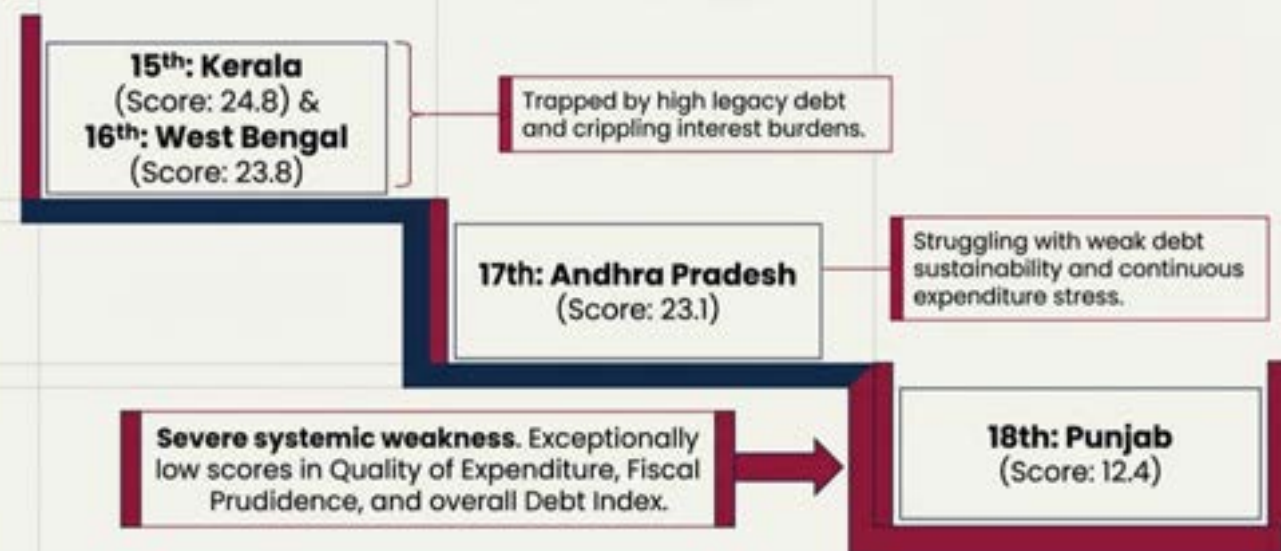 15th: Kerala
(Score: 24.8) &
16th: West Bengal
(Score: 23.8)
Trapped by high legacy debt
and crippling interest burdens.
17th: Andhra Pradesh
(Score: 23.1)
Struggling with weak debt
sustainability and continuous
expenditure stress.
Severe systemic weakness. Exceptionally
low scores in Quality of Expenditure, Fiscal
Prudidence, and overall Debt Index.
18th: Punjab
(Score: 12.4)